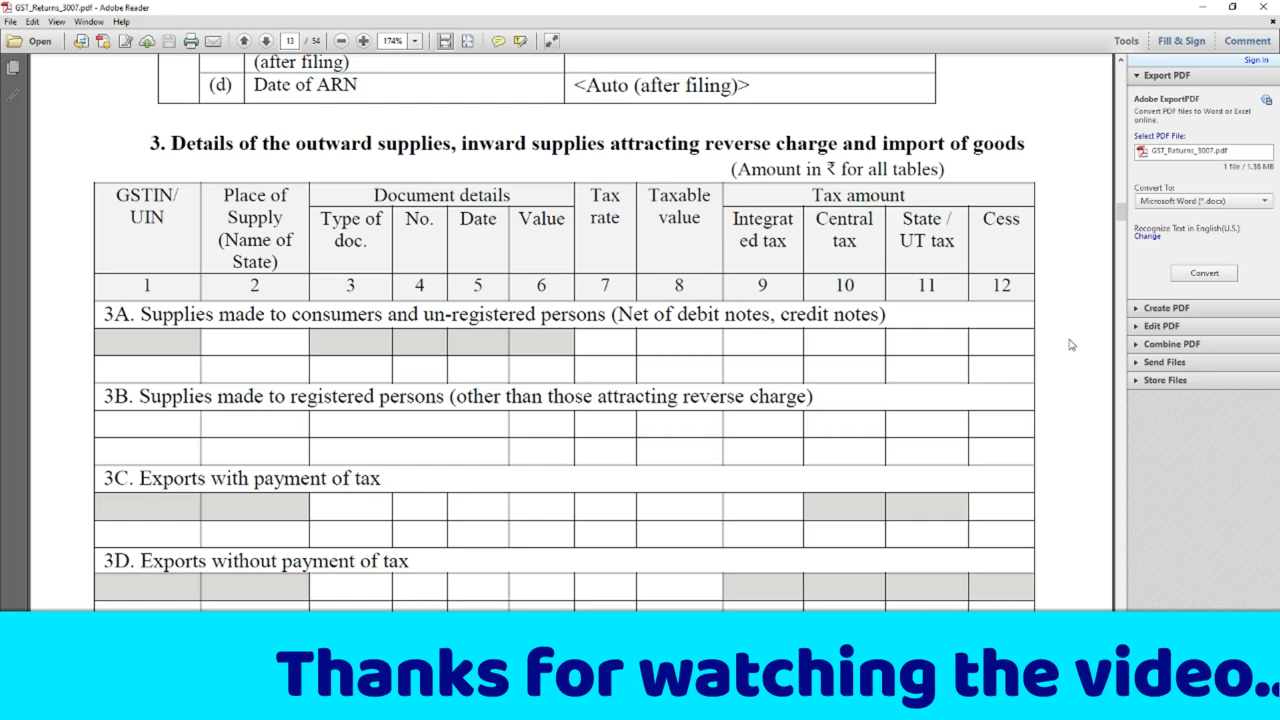 GST_Returns_3007.pdf - Adobe Reader
File Edit View Window Help
Open 13 / 54 174% Tools Fill & Sign Comment
Sign In
(after filing)
(d) Date of ARN <Auto (after filing)>
3. Details of the outward supplies, inward supplies attracting reverse charge and import of goods
(Amount in ₹ for all tables)
GSTIN/ UIN
Place of Supply (Name of State)
Document details
Type of doc.
No.
Date
Value
Tax rate
Taxable value
Tax amount
Integrat ed tax
Central tax
State / UT tax
Cess
1 2 3 4 5 6 7 8 9 10 11 12
3A. Supplies made to consumers and un-registered persons (Net of debit notes, credit notes)
3B. Supplies made to registered persons (other than those attracting reverse charge)
3C. Exports with payment of tax
3D. Exports without payment of tax
Export PDF
Adobe ExportPDF
Convert PDF files to Word or Excel
online.
Select PDF File:
GST_Returns_3007.pdf
1 file / 1.38 MB
Convert To:
Microsoft Word (*.docx)
Recognize Text in English(U.S.)
Change
Convert
Create PDF
Edit PDF
Combine PDF
Send Files
Store Files
Thanks for watching the video..